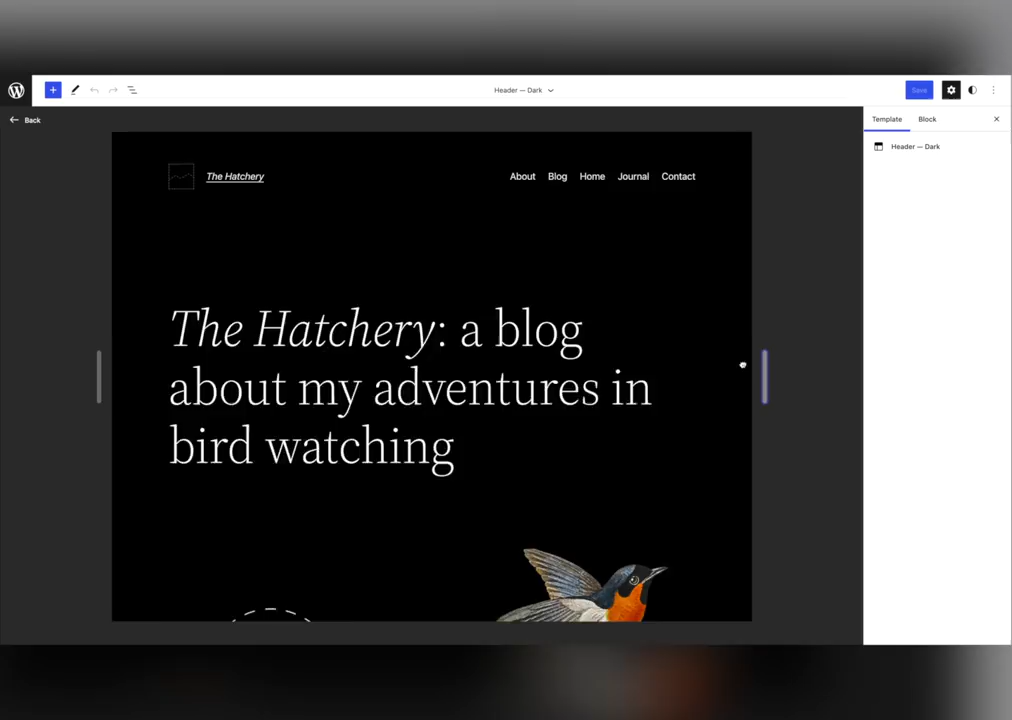 Header — Dark
Save
Back
Template
Block
Header — Dark
The Hatchery
About
Blog
Home
Journal
Contact
The Hatchery: a blog
about my adventures in
bird watching